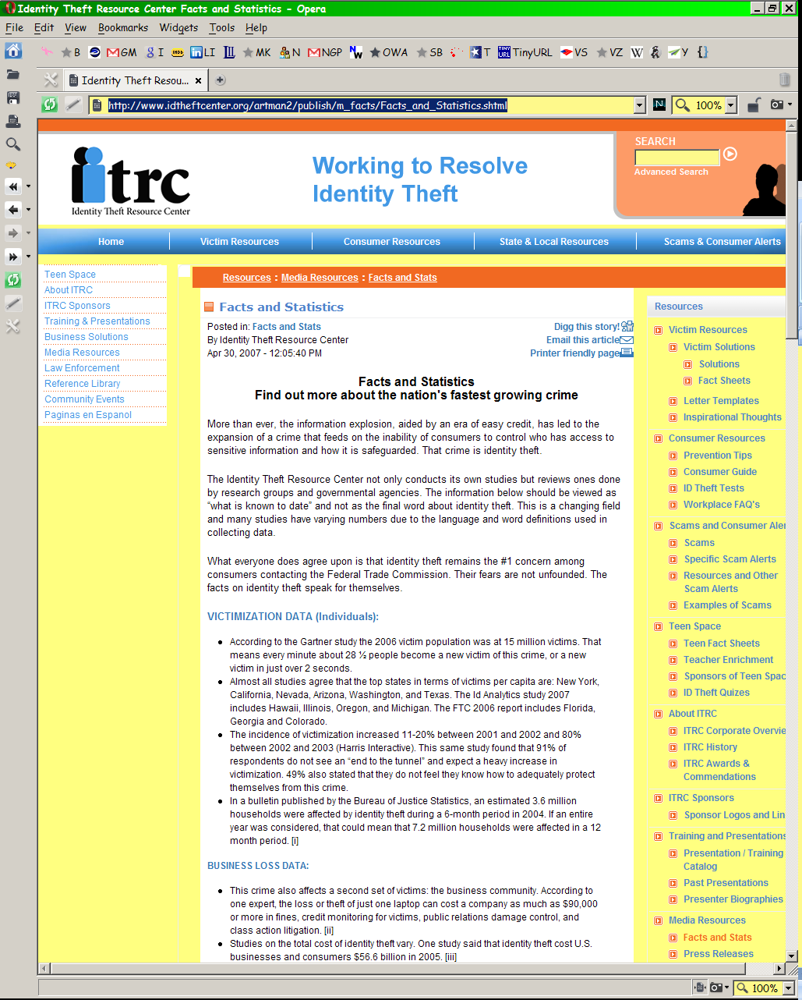 Identity Theft Resource Center Facts and Statistics - Opera
File Edit View Bookmarks Widgets Tools Help
B GM I LI MK N NGP OWA SB T TinyURL VS VZ W Y {}
Identity Theft Resou...
http://www.idtheftcenter.org/artman2/publish/m_facts/Facts_and_Statistics.shtml
100%
itrc
Identity Theft Resource Center
Working to Resolve
Identity Theft
SEARCH
Advanced Search
Home Victim Resources Consumer Resources State & Local Resources Scams & Consumer Alerts
Teen Space
About ITRC
ITRC Sponsors
Training & Presentations
Business Solutions
Media Resources
Law Enforcement
Reference Library
Community Events
Paginas en Espanol
Resources : Media Resources : Facts and Stats
Facts and Statistics
Posted in: Facts and Stats
By Identity Theft Resource Center
Apr 30, 2007 - 12:05:40 PM
Digg this story!
Email this article
Printer friendly page
Facts and Statistics
Find out more about the nation's fastest growing crime
More than ever, the information explosion, aided by an era of easy credit, has led to the
expansion of a crime that feeds on the inability of consumers to control who has access to
sensitive information and how it is safeguarded. That crime is identity theft.
The Identity Theft Resource Center not only conducts its own studies but reviews ones done
by research groups and governmental agencies. The information below should be viewed as
“what is known to date” and not as the final word about identity theft. This is a changing field
and many studies have varying numbers due to the language and word definitions used in
collecting data.
What everyone does agree upon is that identity theft remains the #1 concern among
consumers contacting the Federal Trade Commission. Their fears are not unfounded. The
facts on identity theft speak for themselves.
VICTIMIZATION DATA (Individuals):
According to the Gartner study the 2006 victim population was at 15 million victims. That
means every minute about 28 ½ people become a new victim of this crime, or a new
victim in just over 2 seconds.
Almost all studies agree that the top states in terms of victims per capita are: New York,
California, Nevada, Arizona, Washington, and Texas. The Id Analytics study 2007
includes Hawaii, Illinois, Oregon, and Michigan. The FTC 2006 report includes Florida,
Georgia and Colorado.
The incidence of victimization increased 11-20% between 2001 and 2002 and 80%
between 2002 and 2003 (Harris Interactive). This same study found that 91% of
respondents do not see an “end to the tunnel” and expect a heavy increase in
victimization. 49% also stated that they do not feel they know how to adequately protect
themselves from this crime.
In a bulletin published by the Bureau of Justice Statistics, an estimated 3.6 million
households were affected by identity theft during a 6-month period in 2004. If an entire
year was considered, that could mean that 7.2 million households were affected in a 12
month period. [i]
BUSINESS LOSS DATA:
This crime also affects a second set of victims: the business community. According to
one expert, the loss or theft of just one laptop can cost a company as much as $90,000
or more in fines, credit monitoring for victims, public relations damage control, and
class action litigation. [ii]
Studies on the total cost of identity theft vary. One study said that identity theft cost U.S.
businesses and consumers $56.6 billion in 2005. [iii]
Resources
Victim Resources
Victim Solutions
Solutions
Fact Sheets
Letter Templates
Inspirational Thoughts
Consumer Resources
Prevention Tips
Consumer Guide
ID Theft Tests
Workplace FAQ's
Scams and Consumer Aler
Scams
Specific Scam Alerts
Resources and Other
Scam Alerts
Examples of Scams
Teen Space
Teen Fact Sheets
Teacher Enrichment
Sponsors of Teen Spac
ID Theft Quizes
About ITRC
ITRC Corporate Overvie
ITRC History
ITRC Awards &
Commendations
ITRC Sponsors
Sponsor Logos and Lin
Training and Presentations
Presentation / Training
Catalog
Past Presentations
Presenter Biographies
Media Resources
Facts and Stats
Press Releases
100%